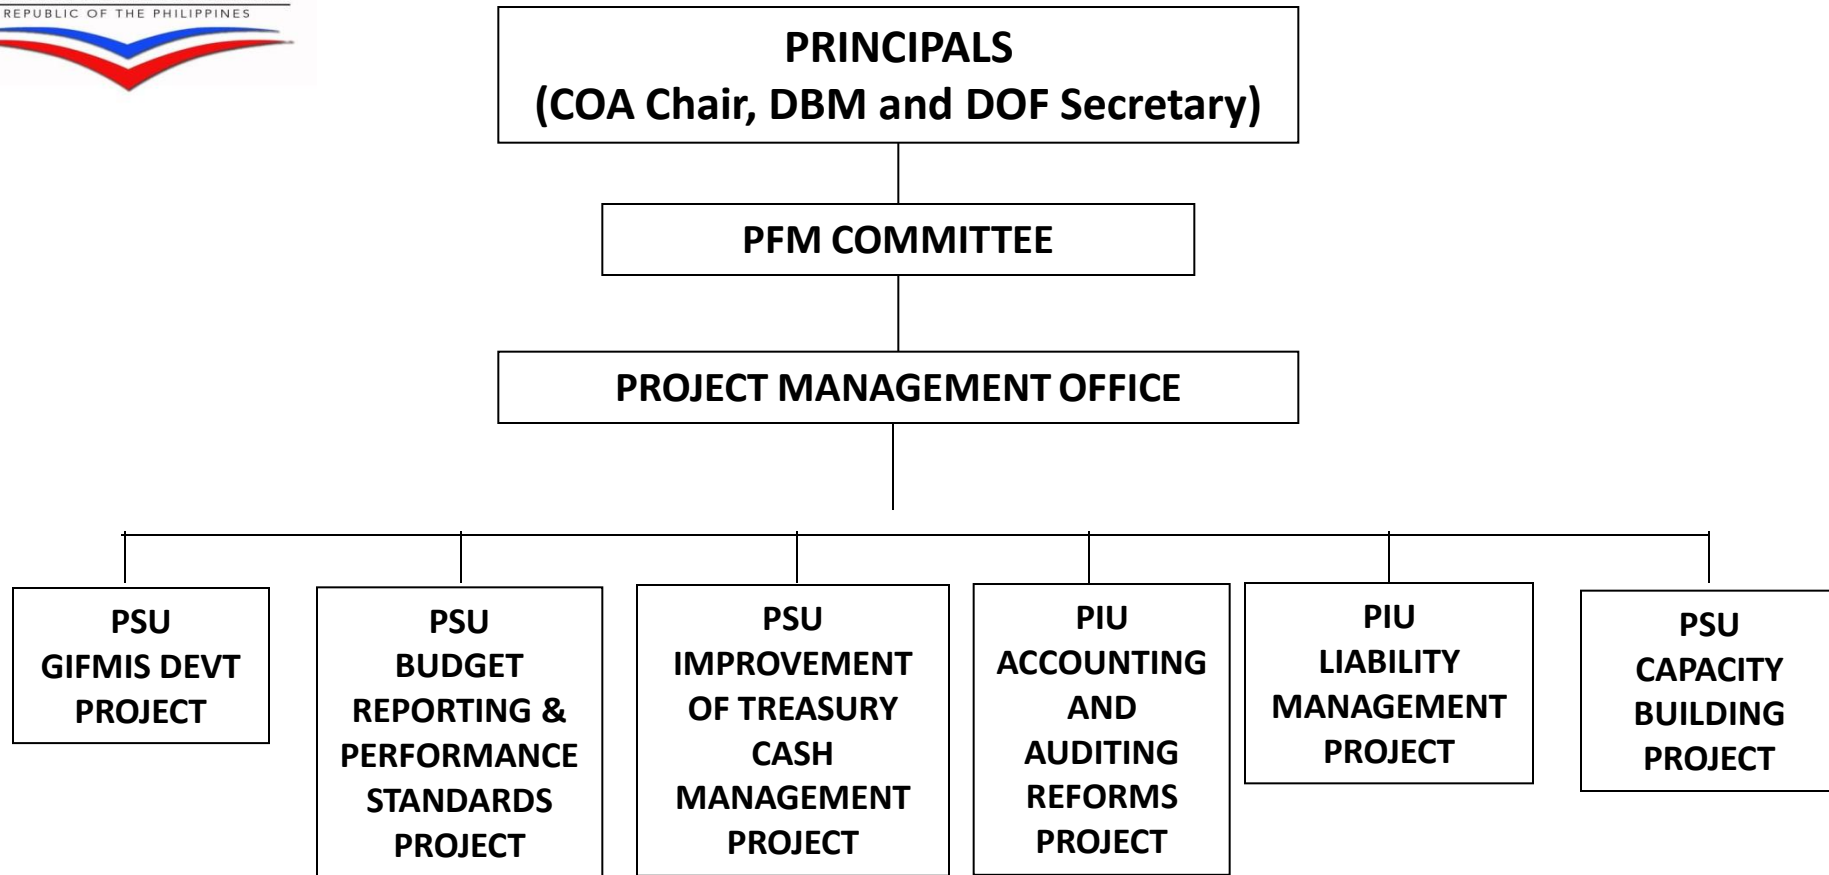 REPUBLIC OF THE PHILIPPINES
PRINCIPALS
(COA Chair, DBM and DOF Secretary)
PFM COMMITTEE
PROJECT MANAGEMENT OFFICE
PSU
GIFMIS DEVT
PROJECT
PSU
BUDGET
REPORTING &
PERFORMANCE
STANDARDS
PROJECT
PSU
IMPROVEMENT
OF TREASURY
CASH
MANAGEMENT
PROJECT
PIU
ACCOUNTING
AND
AUDITING
REFORMS
PROJECT
PIU
LIABILITY
MANAGEMENT
PROJECT
PSU
CAPACITY
BUILDING
PROJECT